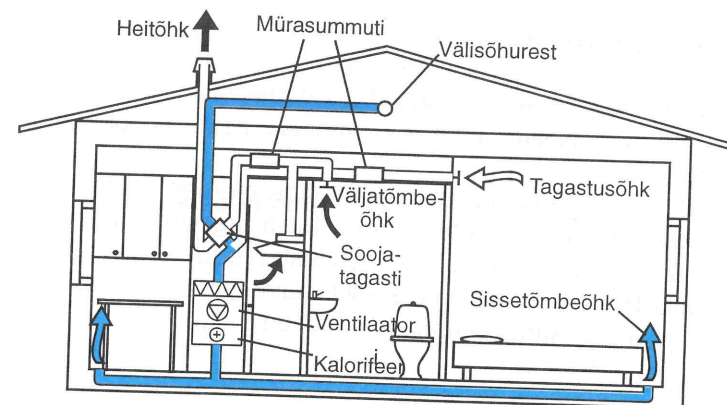 Heitõhk
Mürasummuti
Välisõhurest
Väljatõmbe-
õhk
Tagastusõhk
Sooja-
tagasti
Sissetõmbeõhk
Ventilaator
Kalorifeer
i